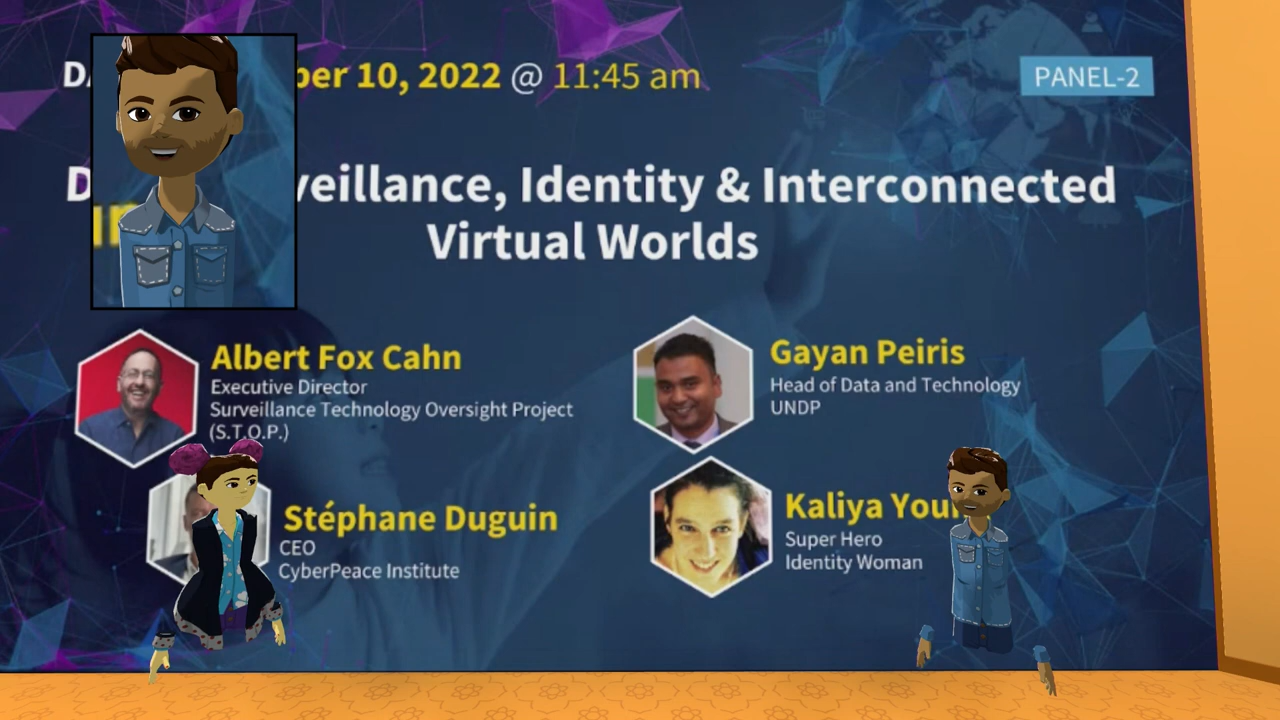 ber 10, 2022 @ 11:45 am
PANEL-2
veillance, Identity & Interconnected
Virtual Worlds
Albert Fox Cahn
Executive Director
Surveillance Technology Oversight Project
(S.T.O.P.)
Gayan Peiris
Head of Data and Technology
UNDP
Stéphane Duguin
CEO
CyberPeace Institute
Kaliya You
Super Hero
Identity Woman